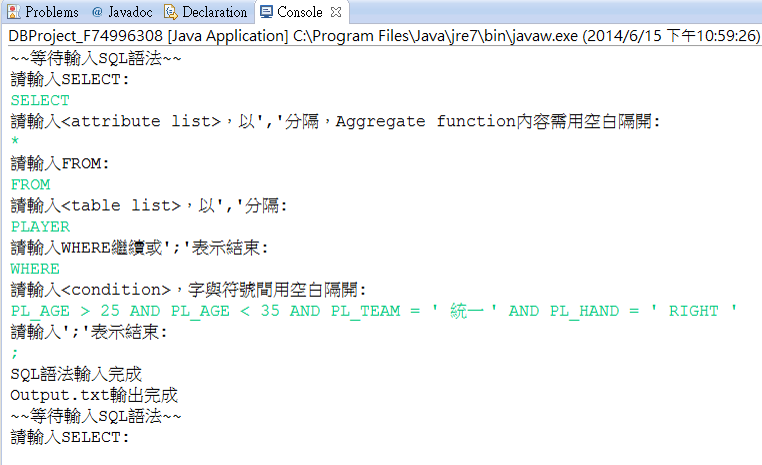 Problems @ Javadoc Declaration Console
DBProject_F74996308 [Java Application] C:\Program Files\Java\jre7\bin\javaw.exe (2014/6/15 下午10:59:26)
~~等待輸入SQL語法~~
請輸入SELECT:
SELECT
請輸入<attribute list>，以','分隔，Aggregate function內容需用空白隔開:
*
請輸入FROM:
FROM
請輸入<table list>，以','分隔:
PLAYER
請輸入WHERE繼續或';'表示結束:
WHERE
請輸入<condition>，字與符號間用空白隔開:
PL_AGE > 25 AND PL_AGE < 35 AND PL_TEAM = ' 統一 ' AND PL_HAND = ' RIGHT '
請輸入';'表示結束:
;
SQL語法輸入完成
Output.txt輸出完成
~~等待輸入SQL語法~~
請輸入SELECT: